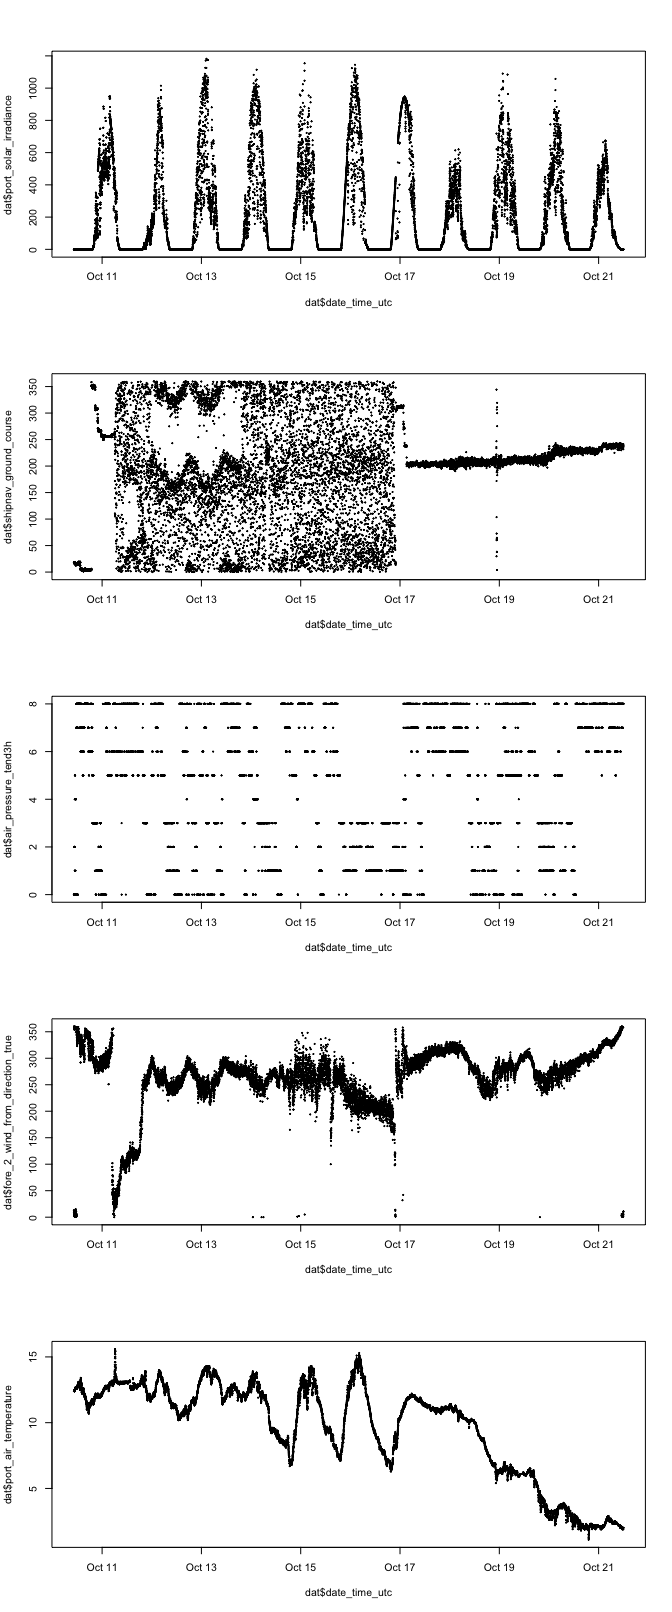 dat$port_solar_irradiance
0 200 400 600 800 1000
Oct 11 Oct 13 Oct 15 Oct 17 Oct 19 Oct 21
dat$date_time_utc
dat$shipnav_ground_course
0 50 100 150 200 250 300 350
Oct 11 Oct 13 Oct 15 Oct 17 Oct 19 Oct 21
dat$date_time_utc
dat$air_pressure_tend3h
0 2 4 6 8
Oct 11 Oct 13 Oct 15 Oct 17 Oct 19 Oct 21
dat$date_time_utc
dat$fore_2_wind_from_direction_true
0 50 100 150 200 250 300 350
Oct 11 Oct 13 Oct 15 Oct 17 Oct 19 Oct 21
dat$date_time_utc
dat$port_air_temperature
5 10 15
Oct 11 Oct 13 Oct 15 Oct 17 Oct 19 Oct 21
dat$date_time_utc